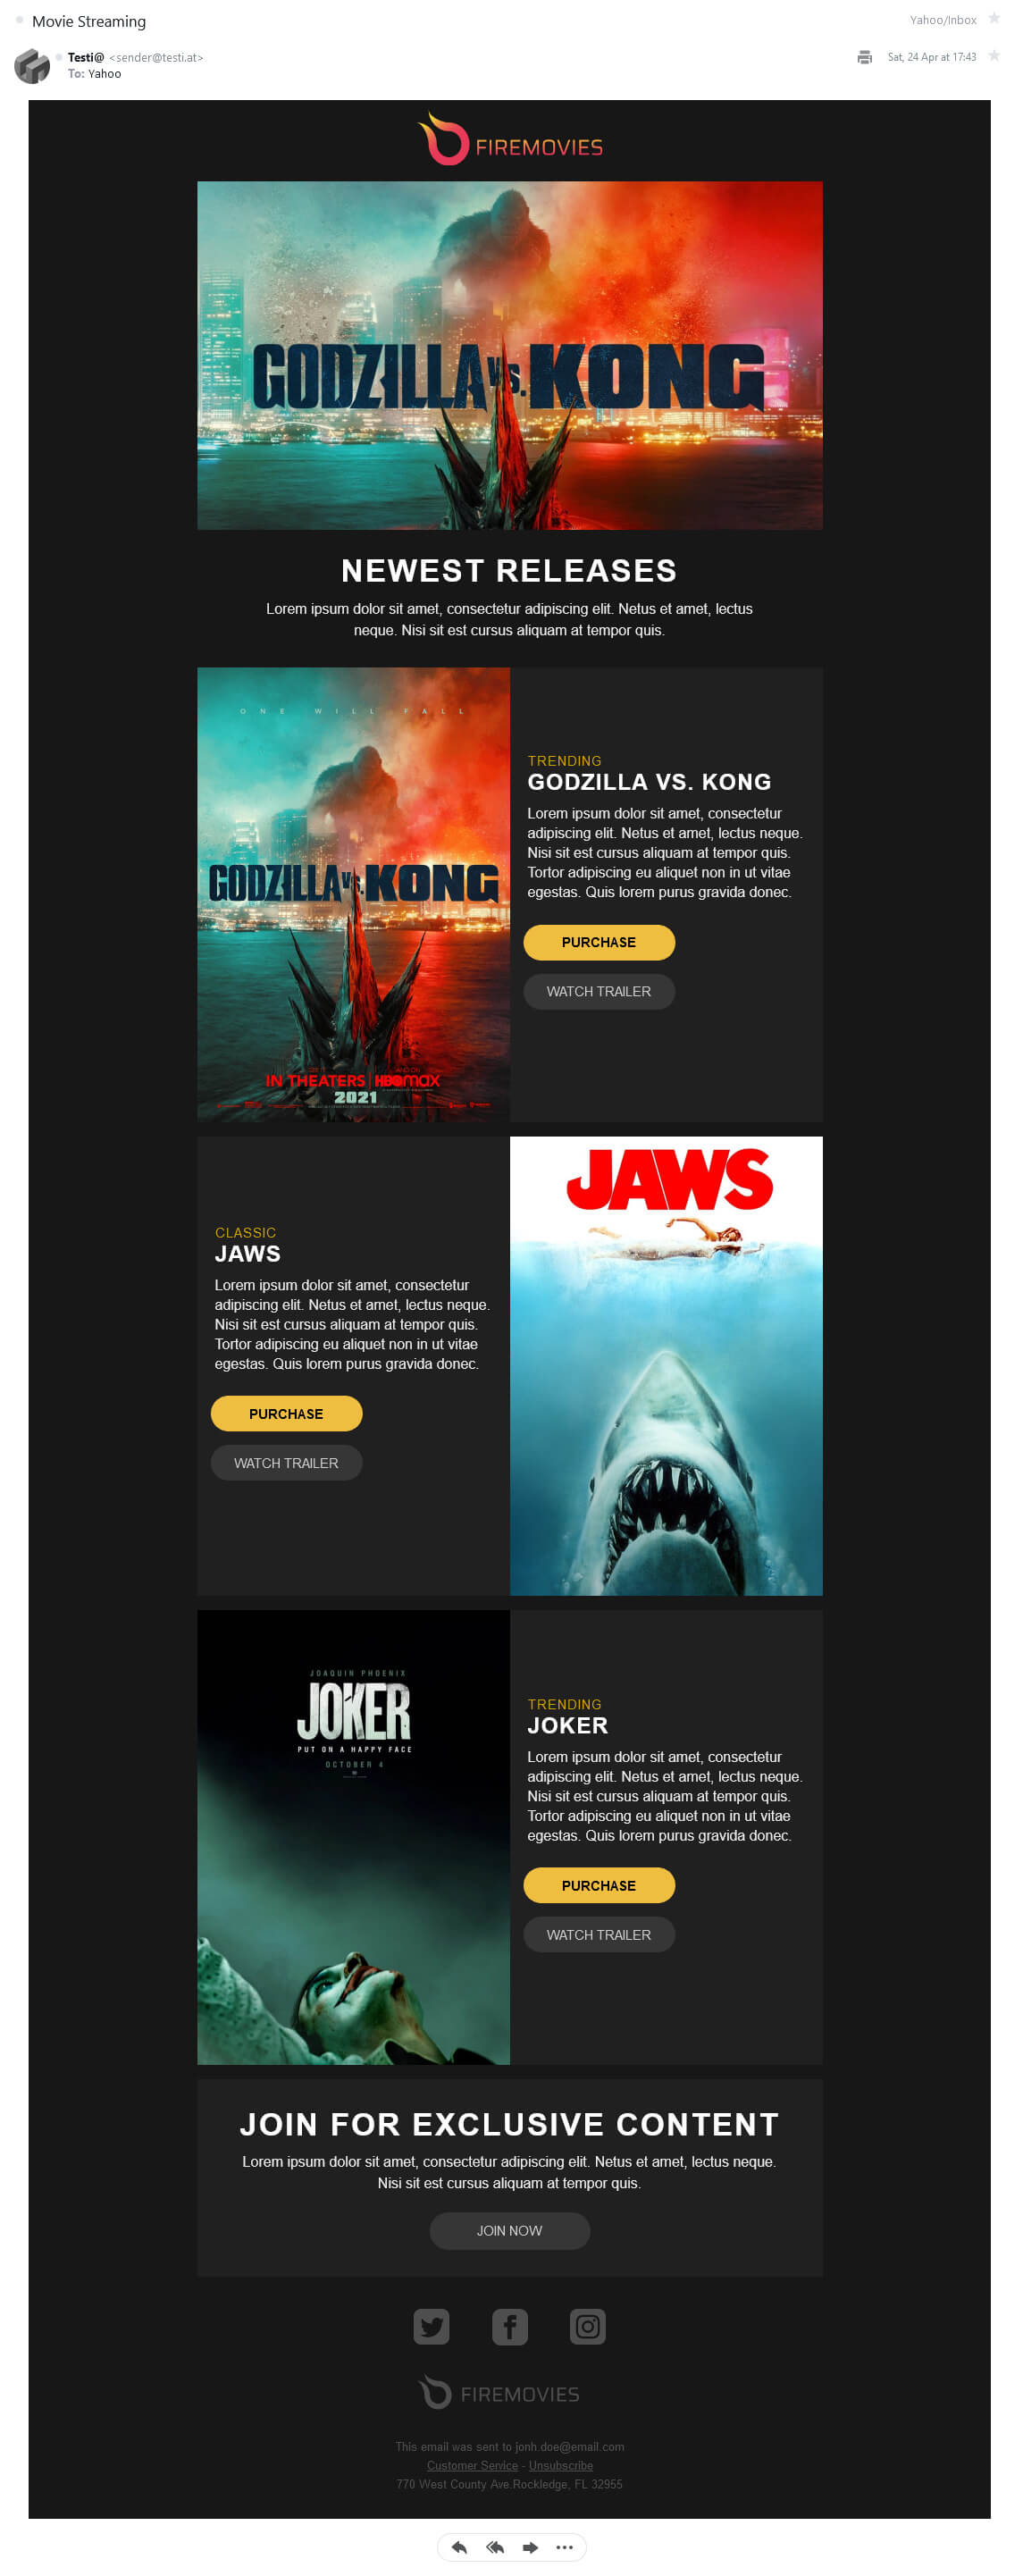 Movie Streaming
Yahoo/Inbox
Testi@ <sender@testi.at>
Sat, 24 Apr at 17:43
To: Yahoo
FIREMOVIES
GODZILLA VS. KONG
NEWEST RELEASES
Lorem ipsum dolor sit amet, consectetur adipiscing elit. Netus et amet, lectus
neque. Nisi sit est cursus aliquam at tempor quis.
ONE WILL FALL
GODZILLA VS. KONG
IN THEATERS HBOMAX
2021
TRENDING
GODZILLA VS. KONG
Lorem ipsum dolor sit amet, consectetur
adipiscing elit. Netus et amet, lectus neque.
Nisi sit est cursus aliquam at tempor quis.
Tortor adipiscing eu aliquet non in ut vitae
egestas. Quis lorem purus gravida donec.
PURCHASE
WATCH TRAILER
CLASSIC
JAWS
Lorem ipsum dolor sit amet, consectetur
adipiscing elit. Netus et amet, lectus neque.
Nisi sit est cursus aliquam at tempor quis.
Tortor adipiscing eu aliquet non in ut vitae
egestas. Quis lorem purus gravida donec.
PURCHASE
WATCH TRAILER
JAWS
JOAQUIN PHOENIX
JOKER
PUT ON A HAPPY FACE
OCTOBER 4
TRENDING
JOKER
Lorem ipsum dolor sit amet, consectetur
adipiscing elit. Netus et amet, lectus neque.
Nisi sit est cursus aliquam at tempor quis.
Tortor adipiscing eu aliquet non in ut vitae
egestas. Quis lorem purus gravida donec.
PURCHASE
WATCH TRAILER
JOIN FOR EXCLUSIVE CONTENT
Lorem ipsum dolor sit amet, consectetur adipiscing elit. Netus et amet, lectus neque.
Nisi sit est cursus aliquam at tempor quis.
JOIN NOW
FIREMOVIES
This email was sent to jonh.doe@email.com
Customer Service - Unsubscribe
770 West County Ave.Rockledge, FL 32955